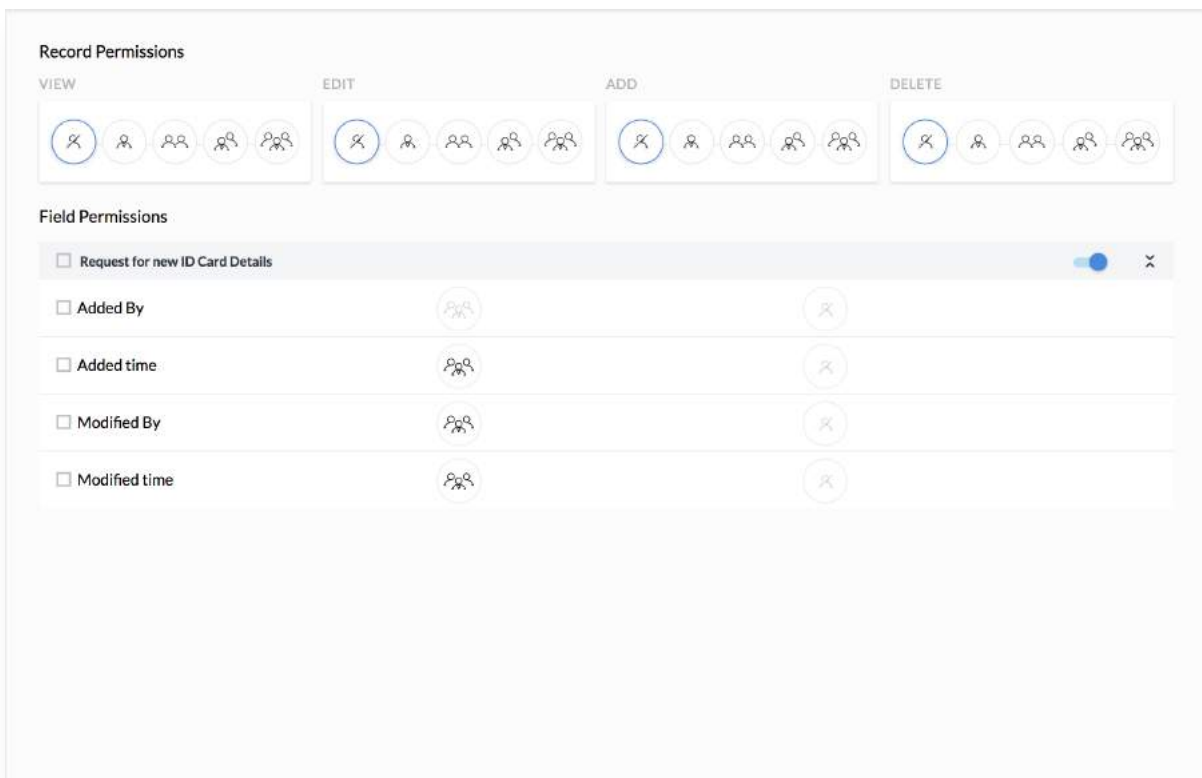 Record Permissions
VIEW EDIT ADD DELETE
Field Permissions
Request for new ID Card Details
Added By
Added time
Modified By
Modified time